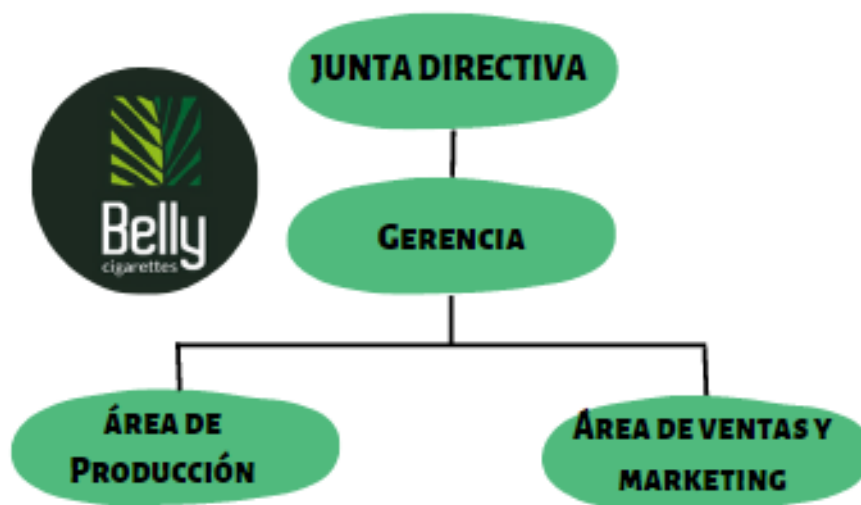 JUNTA DIRECTIVA
Belly
cigarettes
GERENCIA
ÁREA DE
PRODUCCIÓN
ÁREA DE VENTAS Y
MARKETING